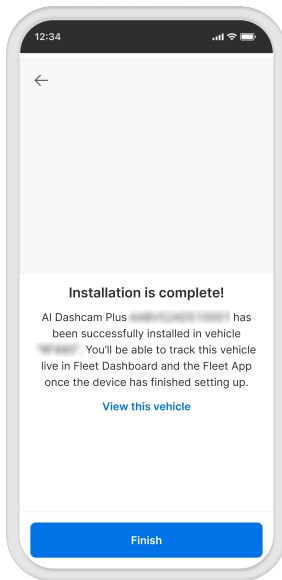 12:34
Installation is complete!
AI Dashcam Plus has
been successfully installed in vehicle
. You'll be able to track this vehicle
live in Fleet Dashboard and the Fleet App
once the device has finished setting up.
View this vehicle
Finish